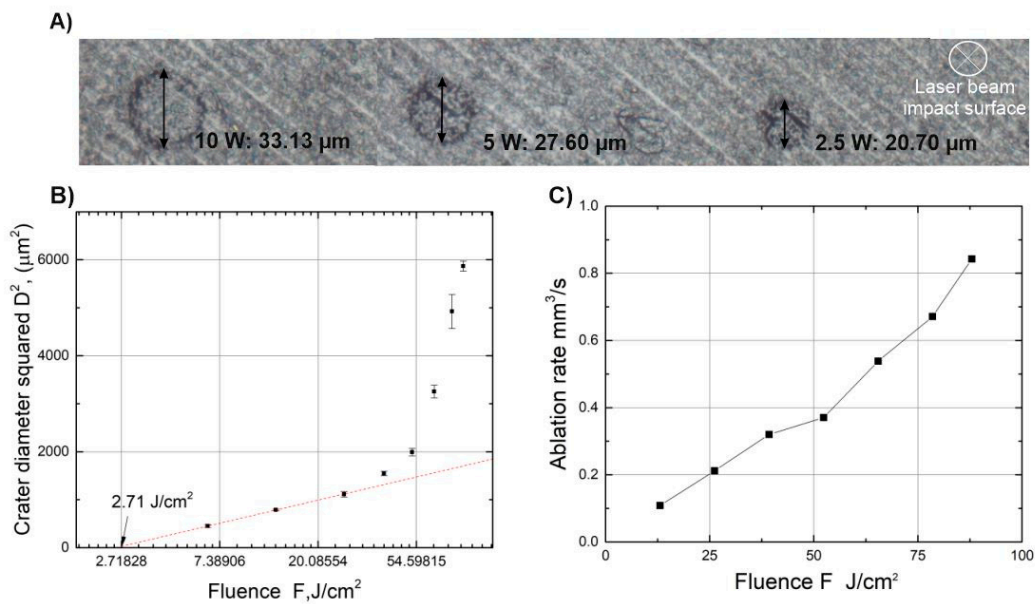 A)
Laser beam
impact surface
10 W: 33.13 µm
5 W: 27.60 µm
2.5 W: 20.70 µm
B)
Crater diameter squared D², (µm²)
6000
4000
2000
0
2.71 J/cm²
2.71828
7.38906
20.08554
54.59815
Fluence F,J/cm²
C)
Ablation rate mm³/s
1.0
0.8
0.6
0.4
0.2
0.0
0
25
50
75
100
Fluence F J/cm²